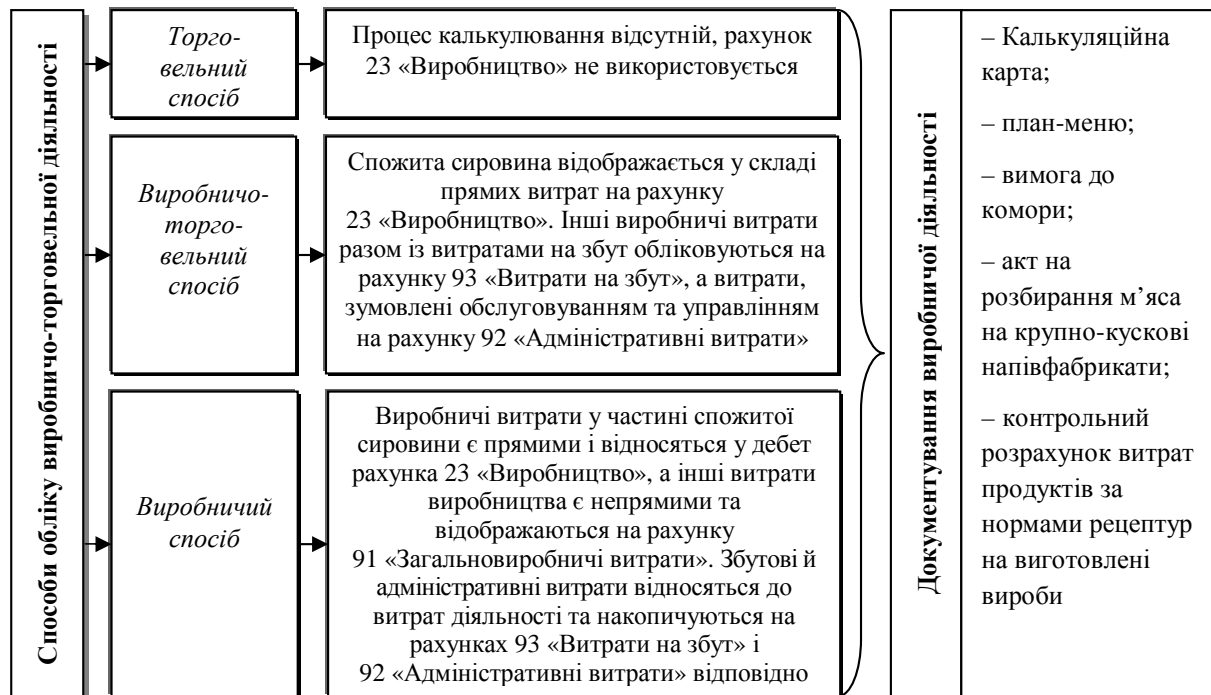 Способи обліку виробничо-торговельної діяльності
Торго-
вельний
спосіб
Процес калькулювання відсутній, рахунок
23 «Виробництво» не використовується
Виробничо-
торго-
вельний
спосіб
Спожита сировина відображається у складі
прямих витрат на рахунку
23 «Виробництво». Інші виробничі витрати
разом із витратами на збут обліковуються на
рахунку 93 «Витрати на збут», а витрати,
зумовлені обслуговуванням та управлінням
на рахунку 92 «Адміністративні витрати»
Виробничий
спосіб
Виробничі витрати у частині спожитої
сировини є прямими і відносяться у дебет
рахунка 23 «Виробництво», а інші витрати
виробництва є непрямими та
відображаються на рахунку
91 «Загальновиробничі витрати». Збутові й
адміністративні витрати відносяться до
витрат діяльності та накопичуються на
рахунках 93 «Витрати на збут» і
92 «Адміністративні витрати» відповідно
Документування виробничої діяльності
– Калькуляційна
карта;
– план-меню;
– вимога до
комори;
– акт на
розбирання м’яса
на крупно-кускові
напівфабрикати;
– контрольний
розрахунок витрат
продуктів за
нормами рецептур
на виготовлені
вироби